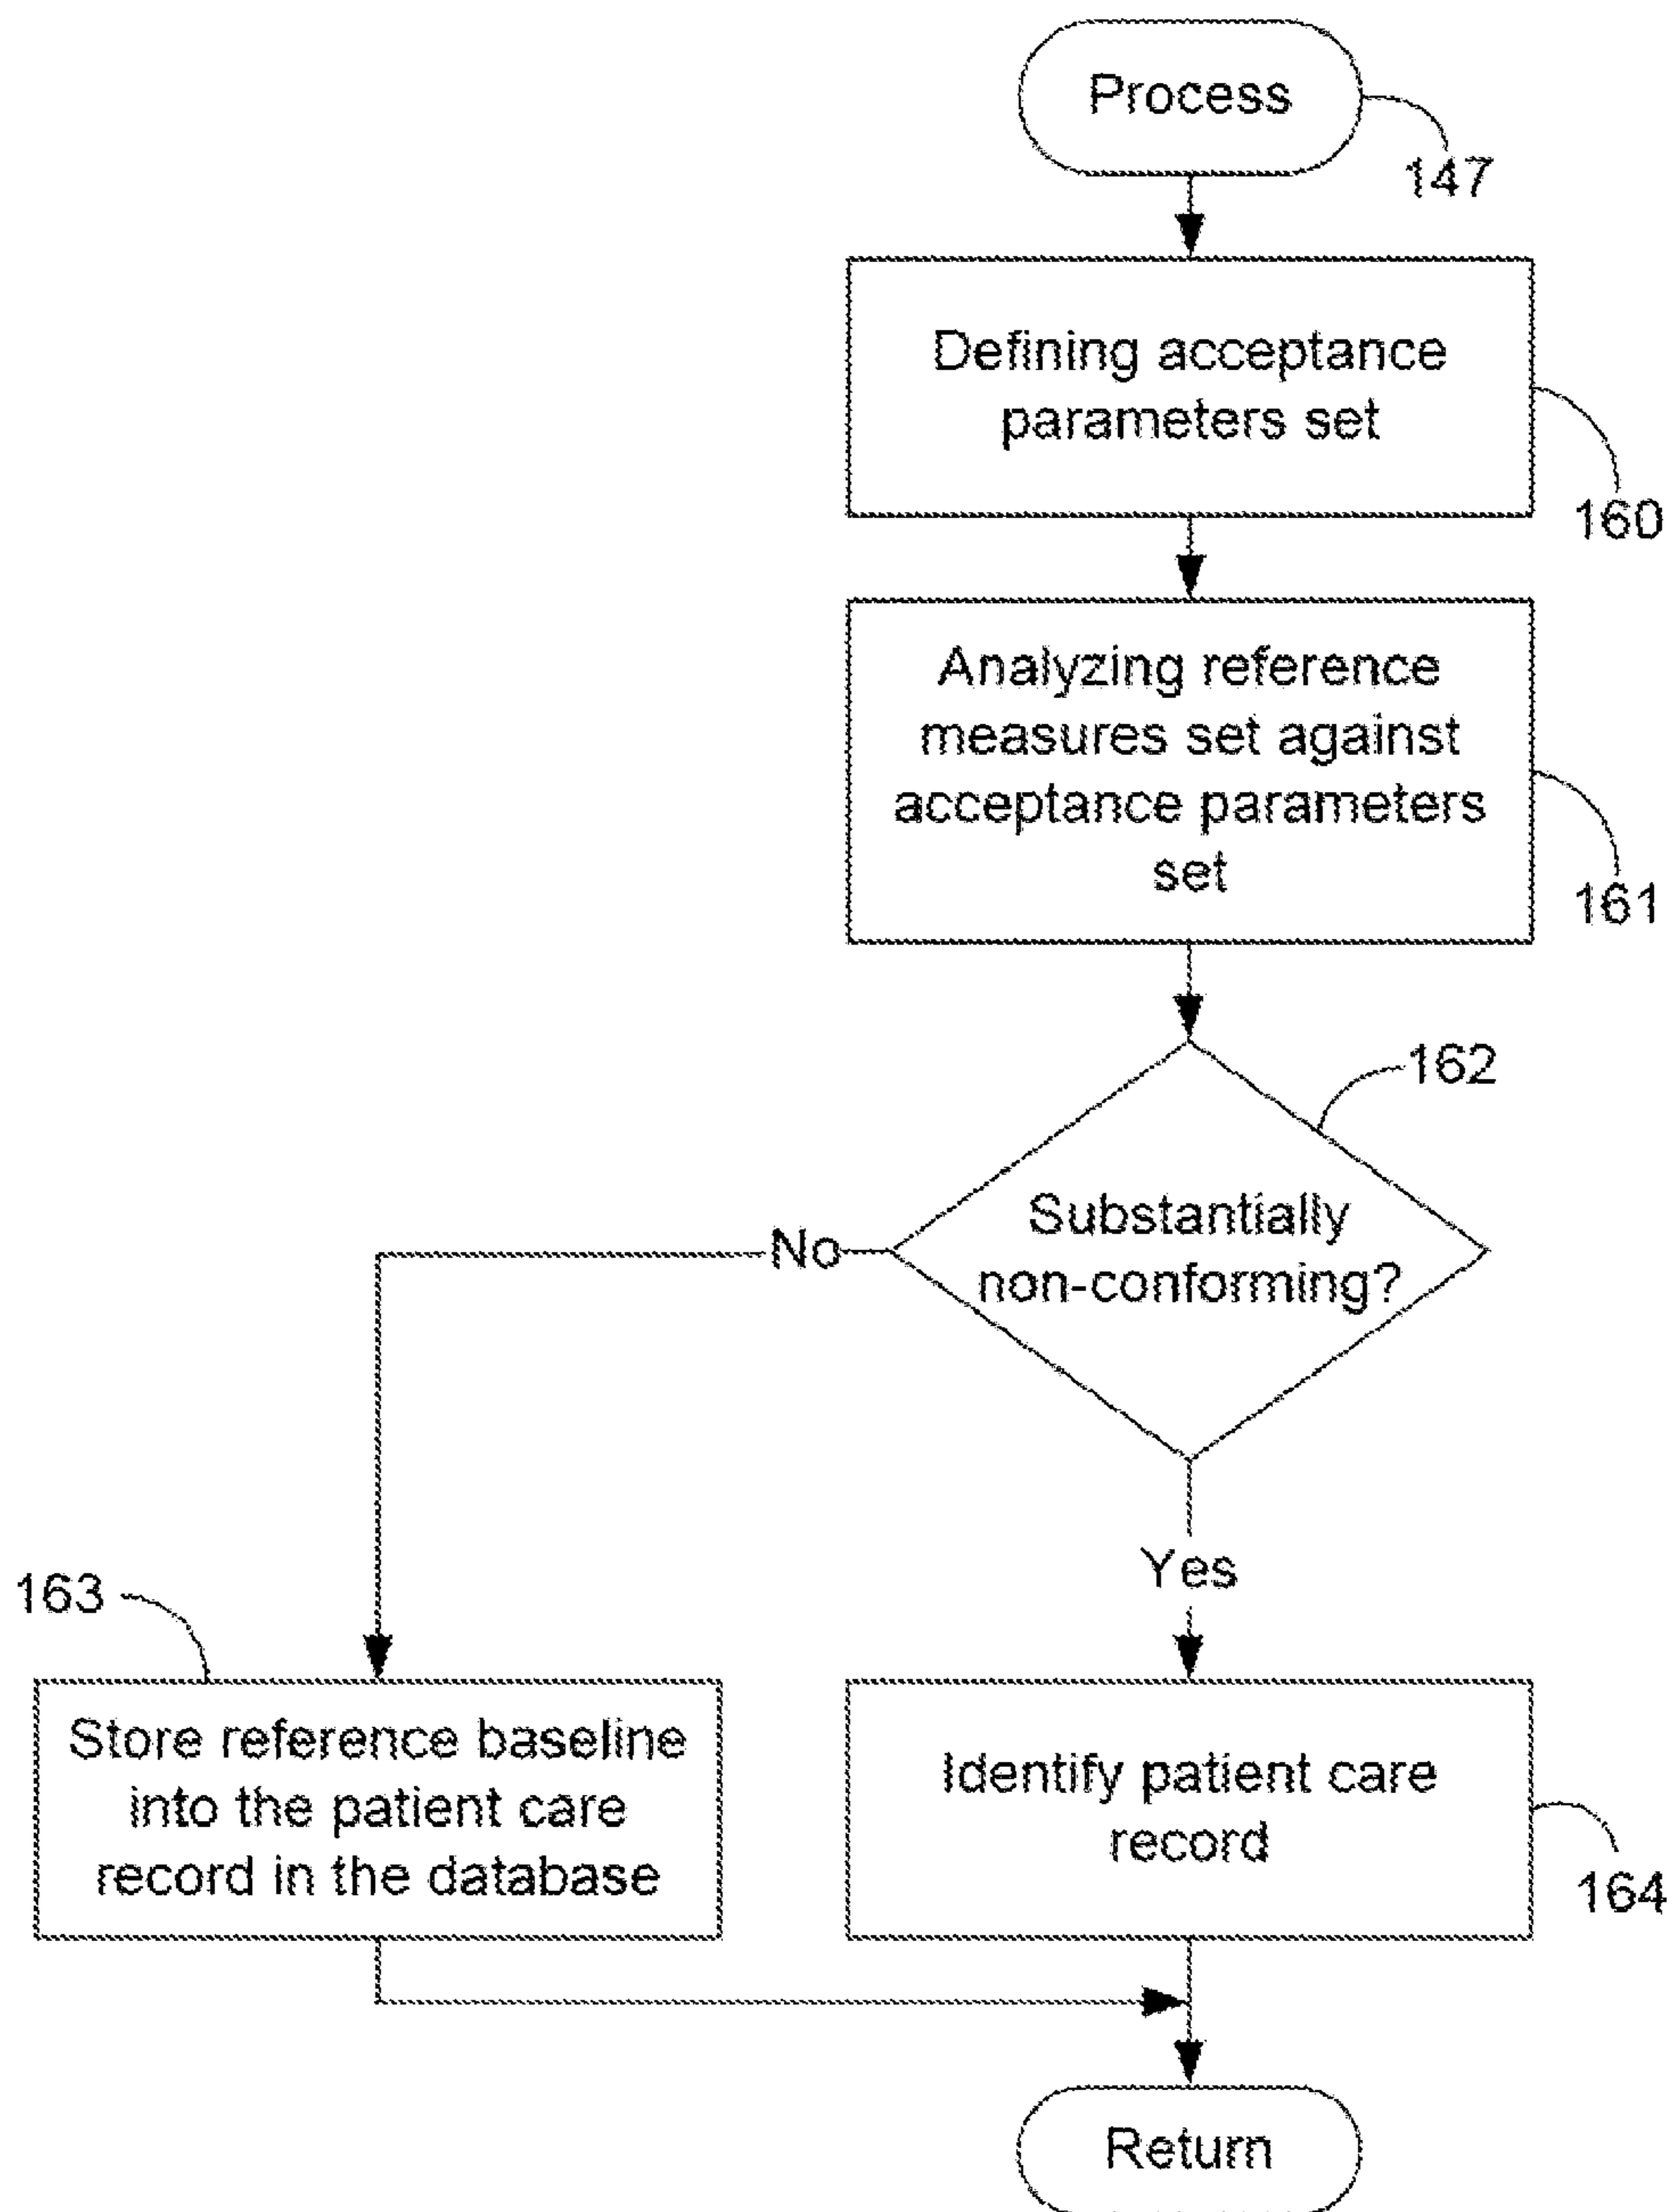 Process
147
Defining acceptance
parameters set
160
Analyzing reference
measures set against
acceptance parameters
set
161
162
Substantially
non-conforming?
No
Yes
163
Store reference baseline
into the patient care
record in the database
Identify patient care
record
164
Return